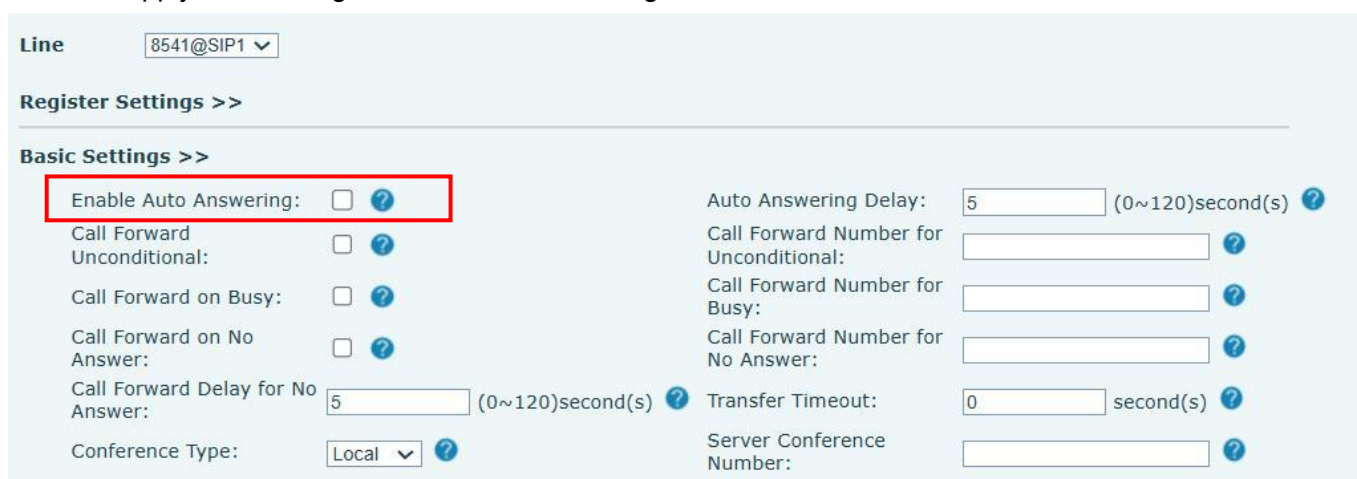 Line 8541@SIP1
Register Settings >>
Basic Settings >>
Enable Auto Answering: ? Auto Answering Delay: 5 (0~120)second(s) ?
Call Forward Unconditional: ? Call Forward Number for Unconditional: ?
Call Forward on Busy: ? Call Forward Number for Busy: ?
Call Forward on No Answer: ? Call Forward Number for No Answer: ?
Call Forward Delay for No Answer: 5 (0~120)second(s) ? Transfer Timeout: 0 second(s) ?
Conference Type: Local ? Server Conference Number: ?